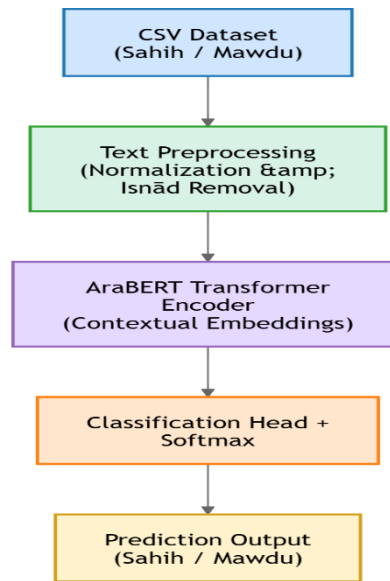 CSV Dataset
(Sahih / Mawdu)
Text Preprocessing
(Normalization &amp;
Isnād Removal)
AraBERT Transformer
Encoder
(Contextual Embeddings)
Classification Head +
Softmax
Prediction Output
(Sahih / Mawdu)